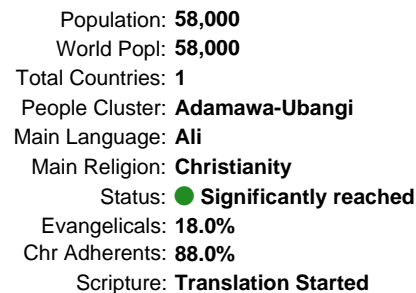 Population: 58,000
World Popl: 58,000
Total Countries: 1
People Cluster: Adamawa-Ubangi
Main Language: Ali
Main Religion: Christianity
Status: Significantly reached
Evangelicals: 18.0%
Chr Adherents: 88.0%
Scripture: Translation Started